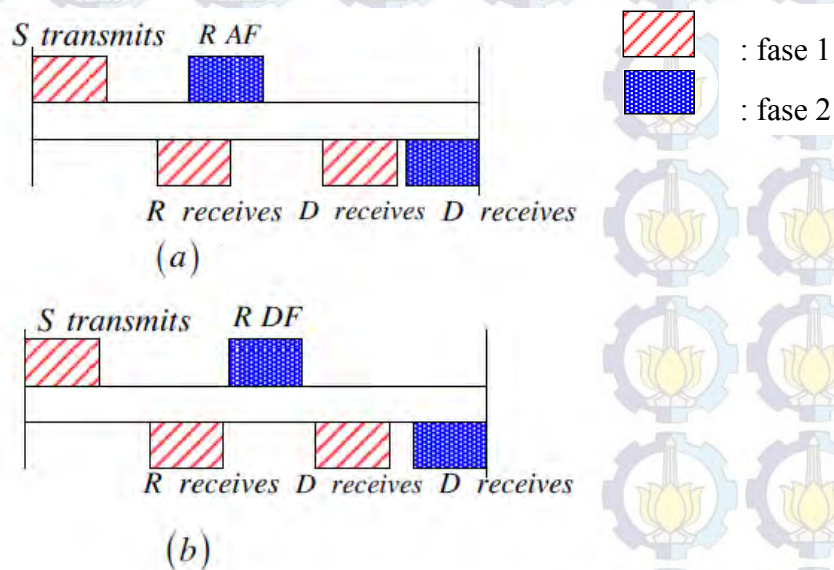 S transmits R AF
: fase 1
: fase 2
R receives D receives D receives
(a)
S transmits R DF
R receives D receives D receives
(b)